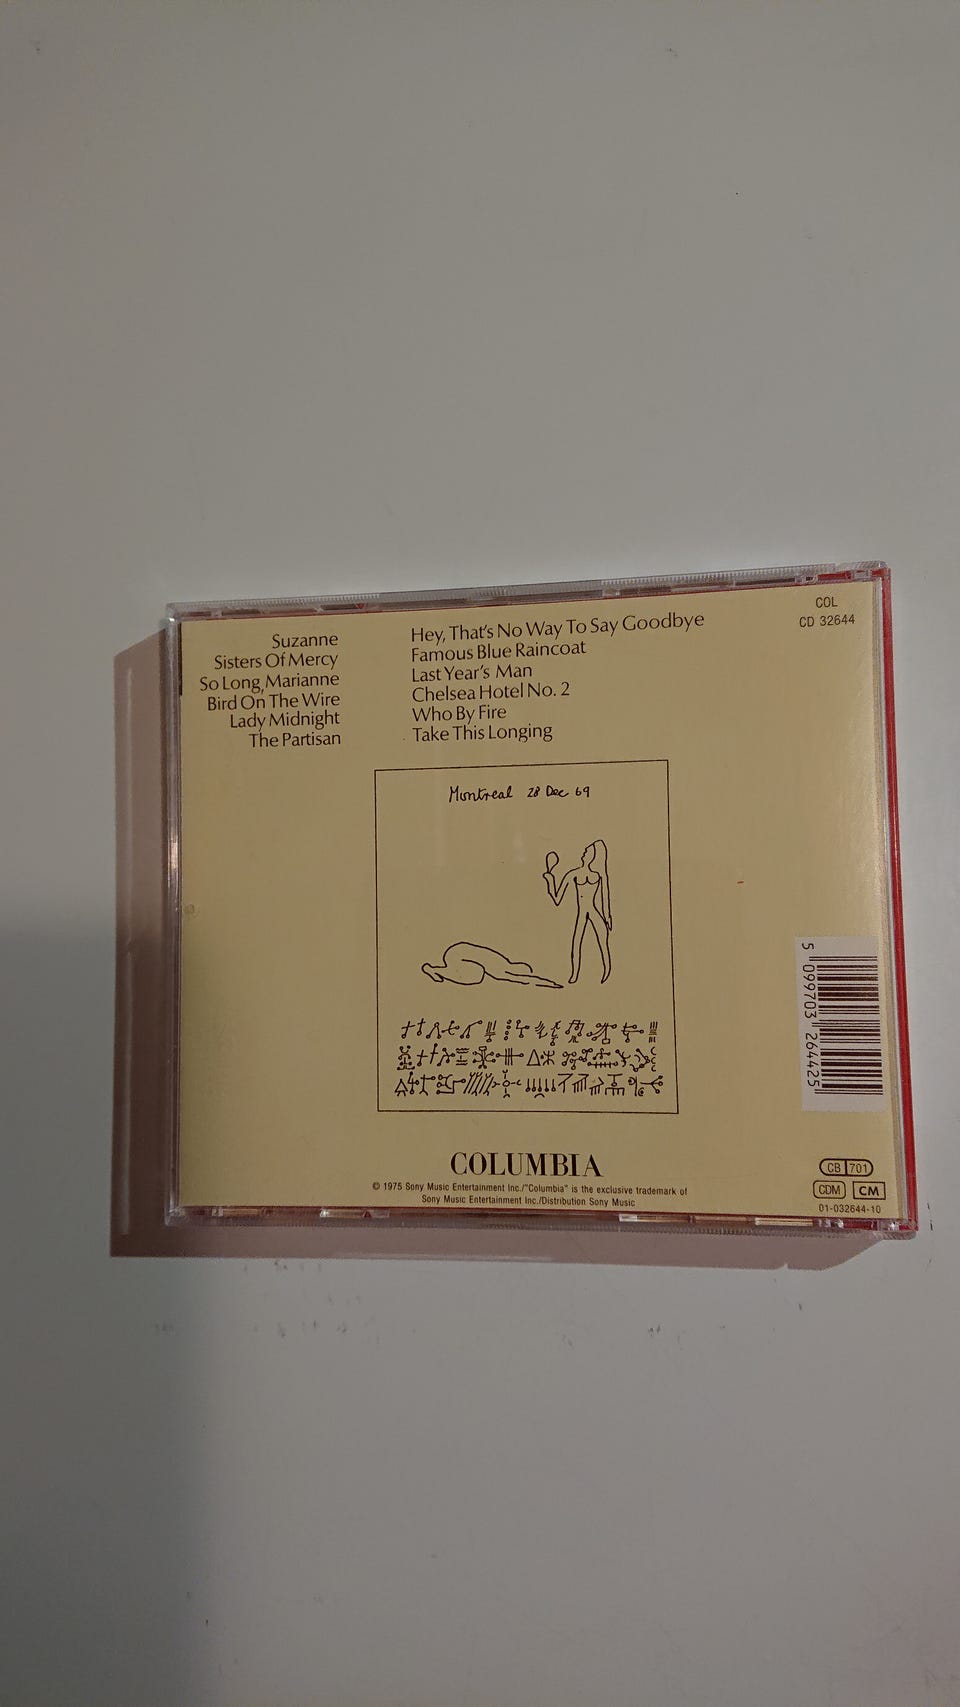 Suzanne
Sisters Of Mercy
So Long, Marianne
Bird On The Wire
Lady Midnight
The Partisan
Hey, That's No Way To Say Goodbye
Famous Blue Raincoat
Last Year's Man
Chelsea Hotel No. 2
Who By Fire
Take This Longing
COL
CD 32644
Montreal 28 Dec 69
5 099703 264425
COLUMBIA
© 1975 Sony Music Entertainment Inc./"Columbia" is the exclusive trademark of
Sony Music Entertainment Inc./Distribution Sony Music
CB 701
CDM CM
01-032644-10